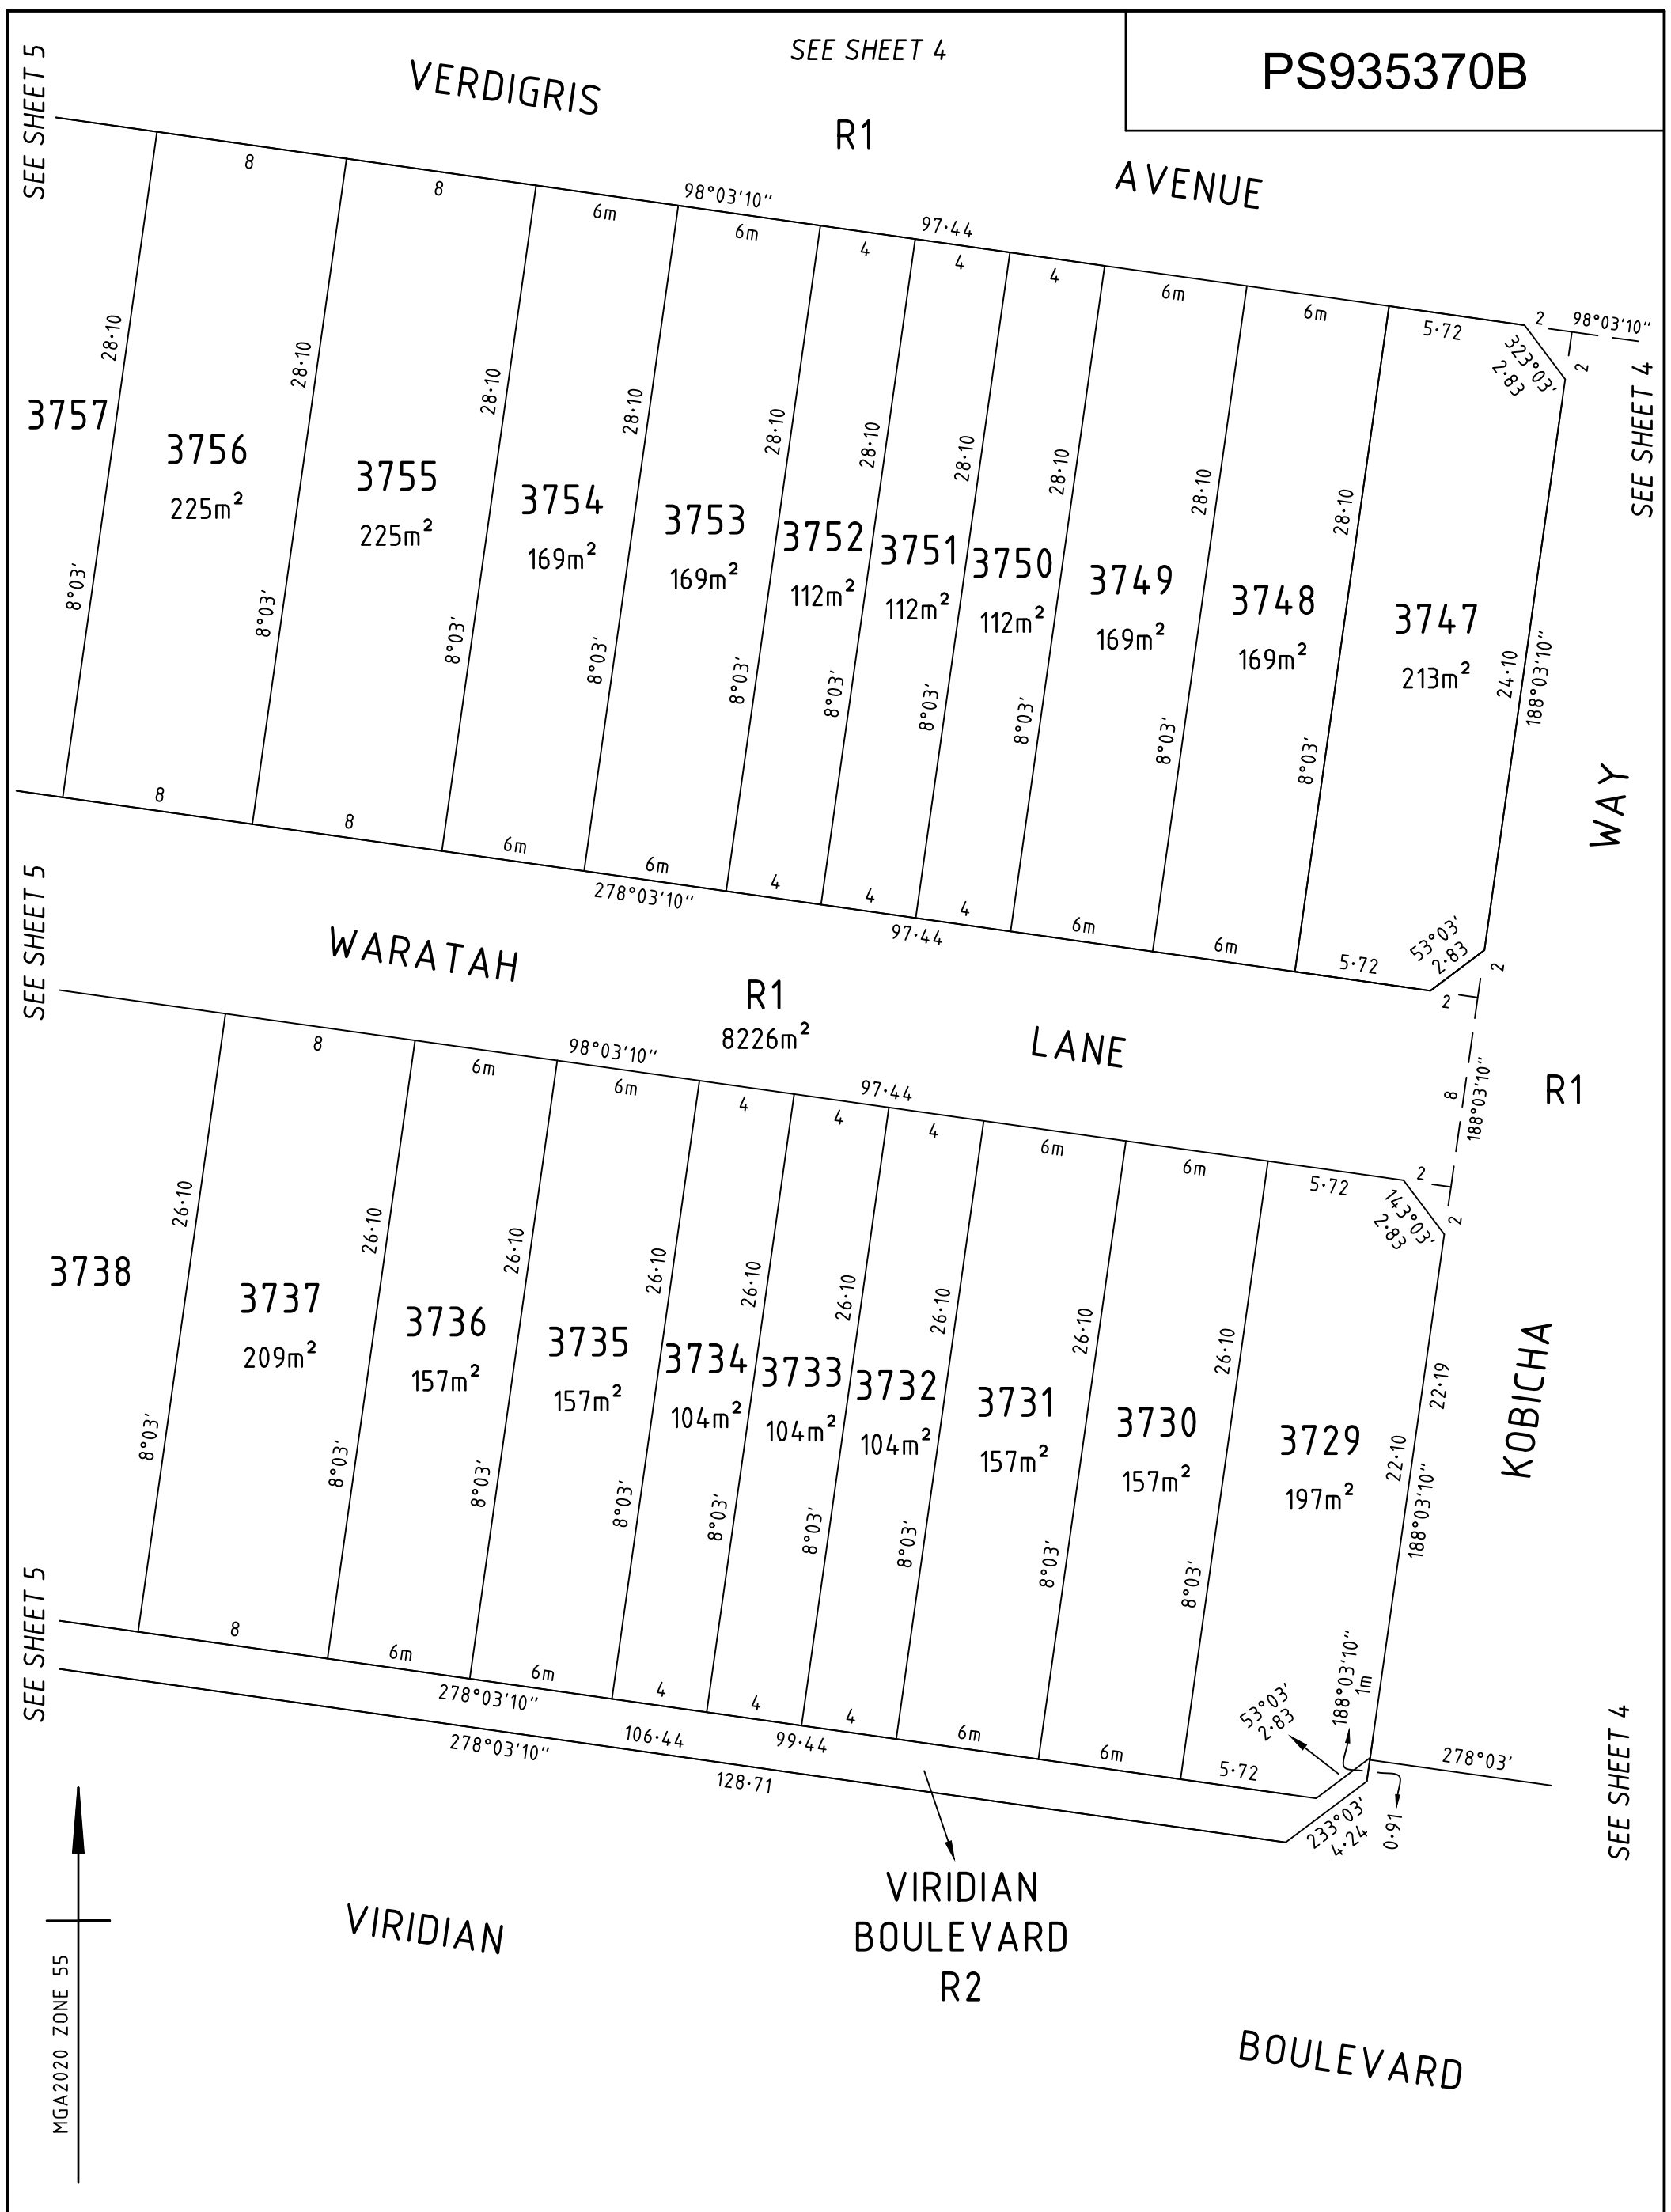 PS935370B
SEE SHEET 4
SEE SHEET 5
VERDIGRIS
R1
AVENUE
8
8
6m
98°03'10"
6m
4
97·44
4
4
6m
6m
5·72
2
98°03'10"
2
323°03'
2·83
SEE SHEET 4
28·10
28·10
28·10
28·10
28·10
28·10
28·10
28·10
28·10
28·10
3757
3756
225m²
3755
225m²
3754
169m²
3753
169m²
3752
112m²
3751
112m²
3750
112m²
3749
169m²
3748
169m²
3747
213m²
24·10
188°03'10"
8°03'
8°03'
8°03'
8°03'
8°03'
8°03'
8°03'
8°03'
8°03'
8°03'
WAY
8
8
6m
6m
278°03'10"
4
4
97·44
4
6m
6m
5·72
53°03'
2·83
2
2
SEE SHEET 5
WARATAH
R1
8226m²
LANE
8
188°03'10"
R1
8
6m
98°03'10"
6m
4
97·44
4
4
6m
6m
5·72
2
2
143°03'
2·83
26·10
26·10
26·10
26·10
26·10
26·10
26·10
26·10
26·10
3738
3737
209m²
3736
157m²
3735
157m²
3734
104m²
3733
104m²
3732
104m²
3731
157m²
3730
157m²
3729
197m²
22·19
22·10
188°03'10"
KOBICHA
8°03'
8°03'
8°03'
8°03'
8°03'
8°03'
8°03'
8°03'
8°03'
SEE SHEET 5
8
6m
6m
278°03'10"
4
4
4
6m
6m
5·72
53°03'
2·83
188°03'10"
1m
278°03'
SEE SHEET 4
278°03'10"
106·44
99·44
128·71
233°03'
4·24
0·91
VIRIDIAN
BOULEVARD
R2
VIRIDIAN
BOULEVARD
MGA2020 ZONE 55